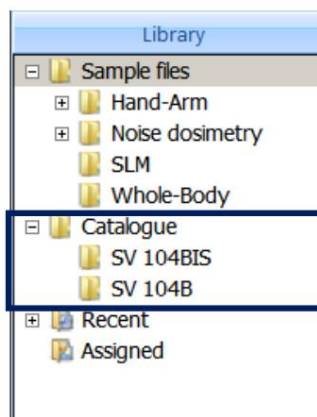 Library
Sample files
Hand-Arm
Noise dosimetry
SLM
Whole-Body
Catalogue
SV 104BIS
SV 104B
Recent
Assigned